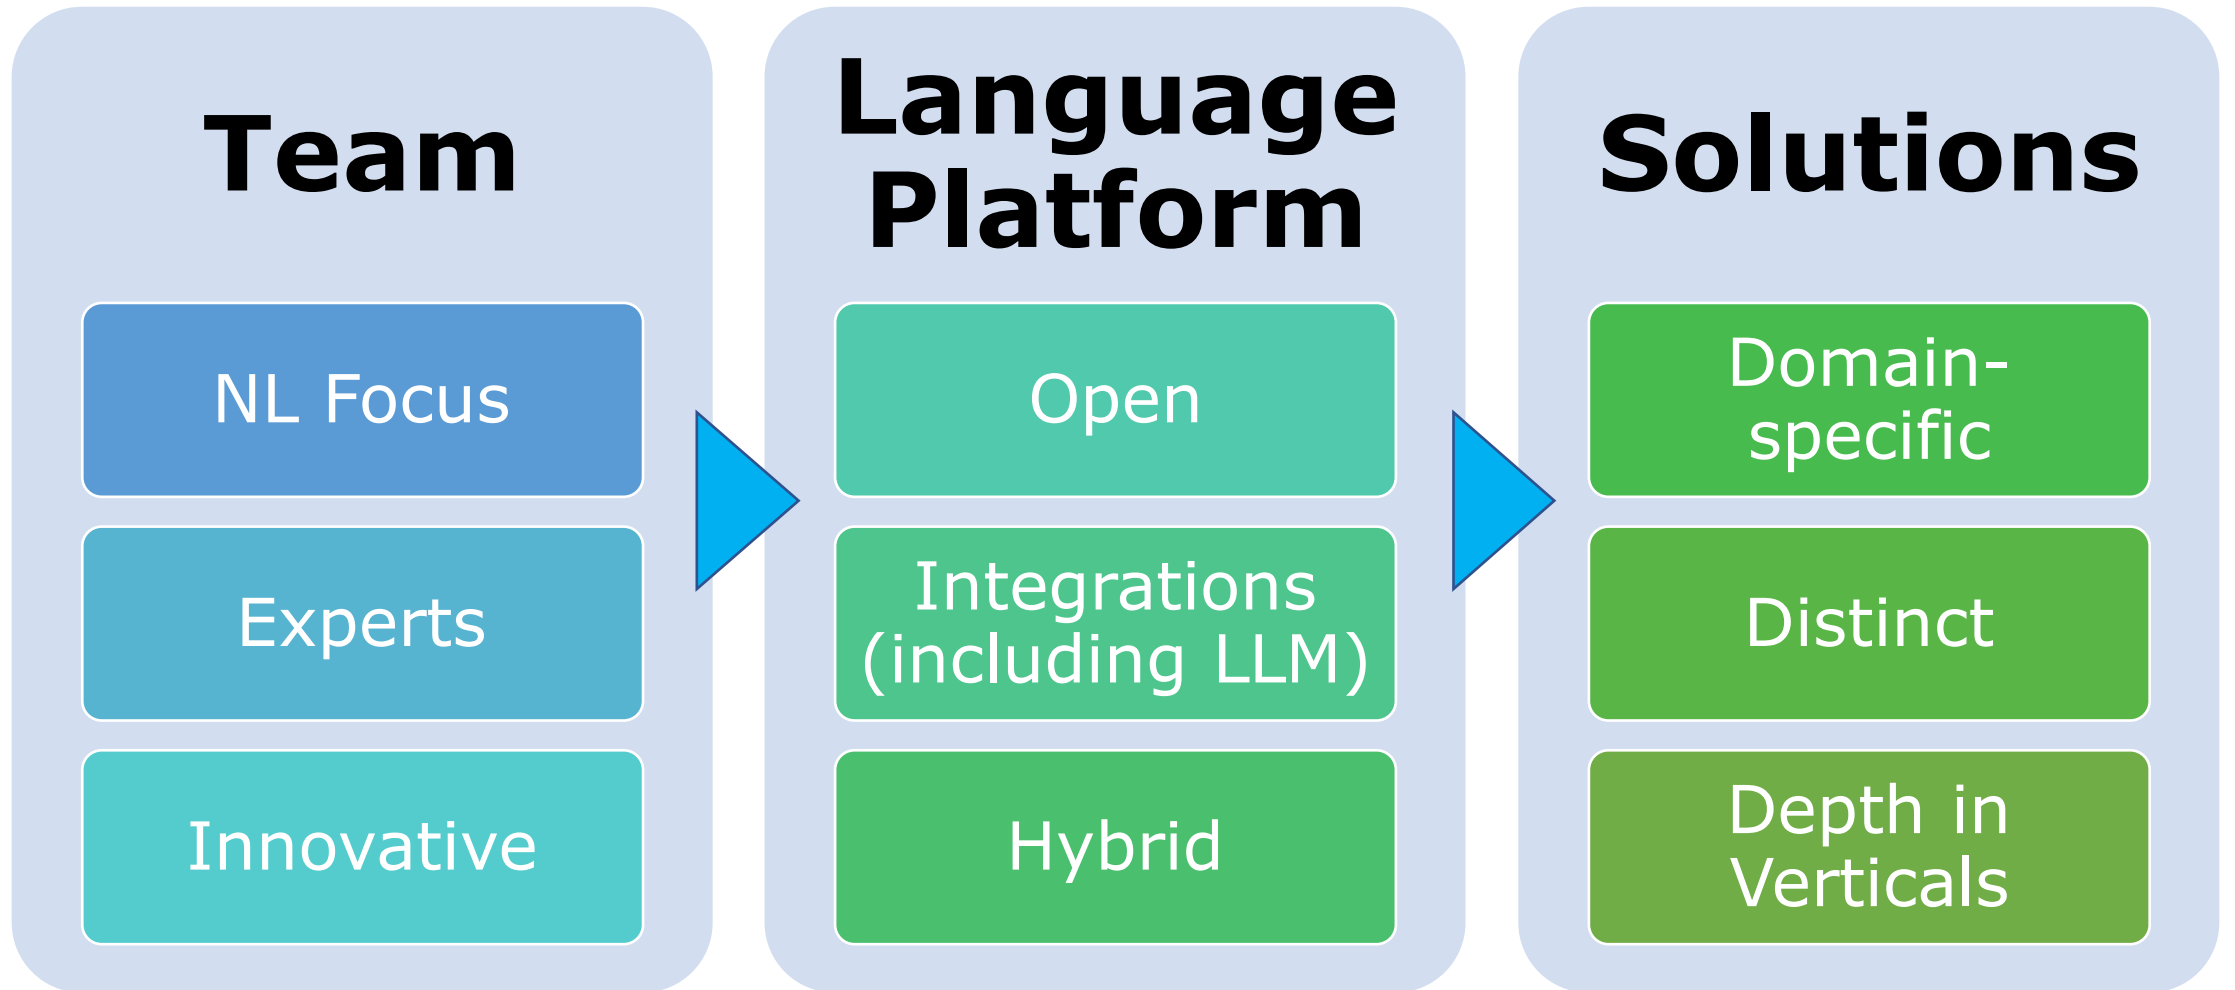 Team
NL Focus
Experts
Innovative
Language
Platform
Open
Integrations
(including LLM)
Hybrid
Solutions
Domain-
specific
Distinct
Depth in
Verticals